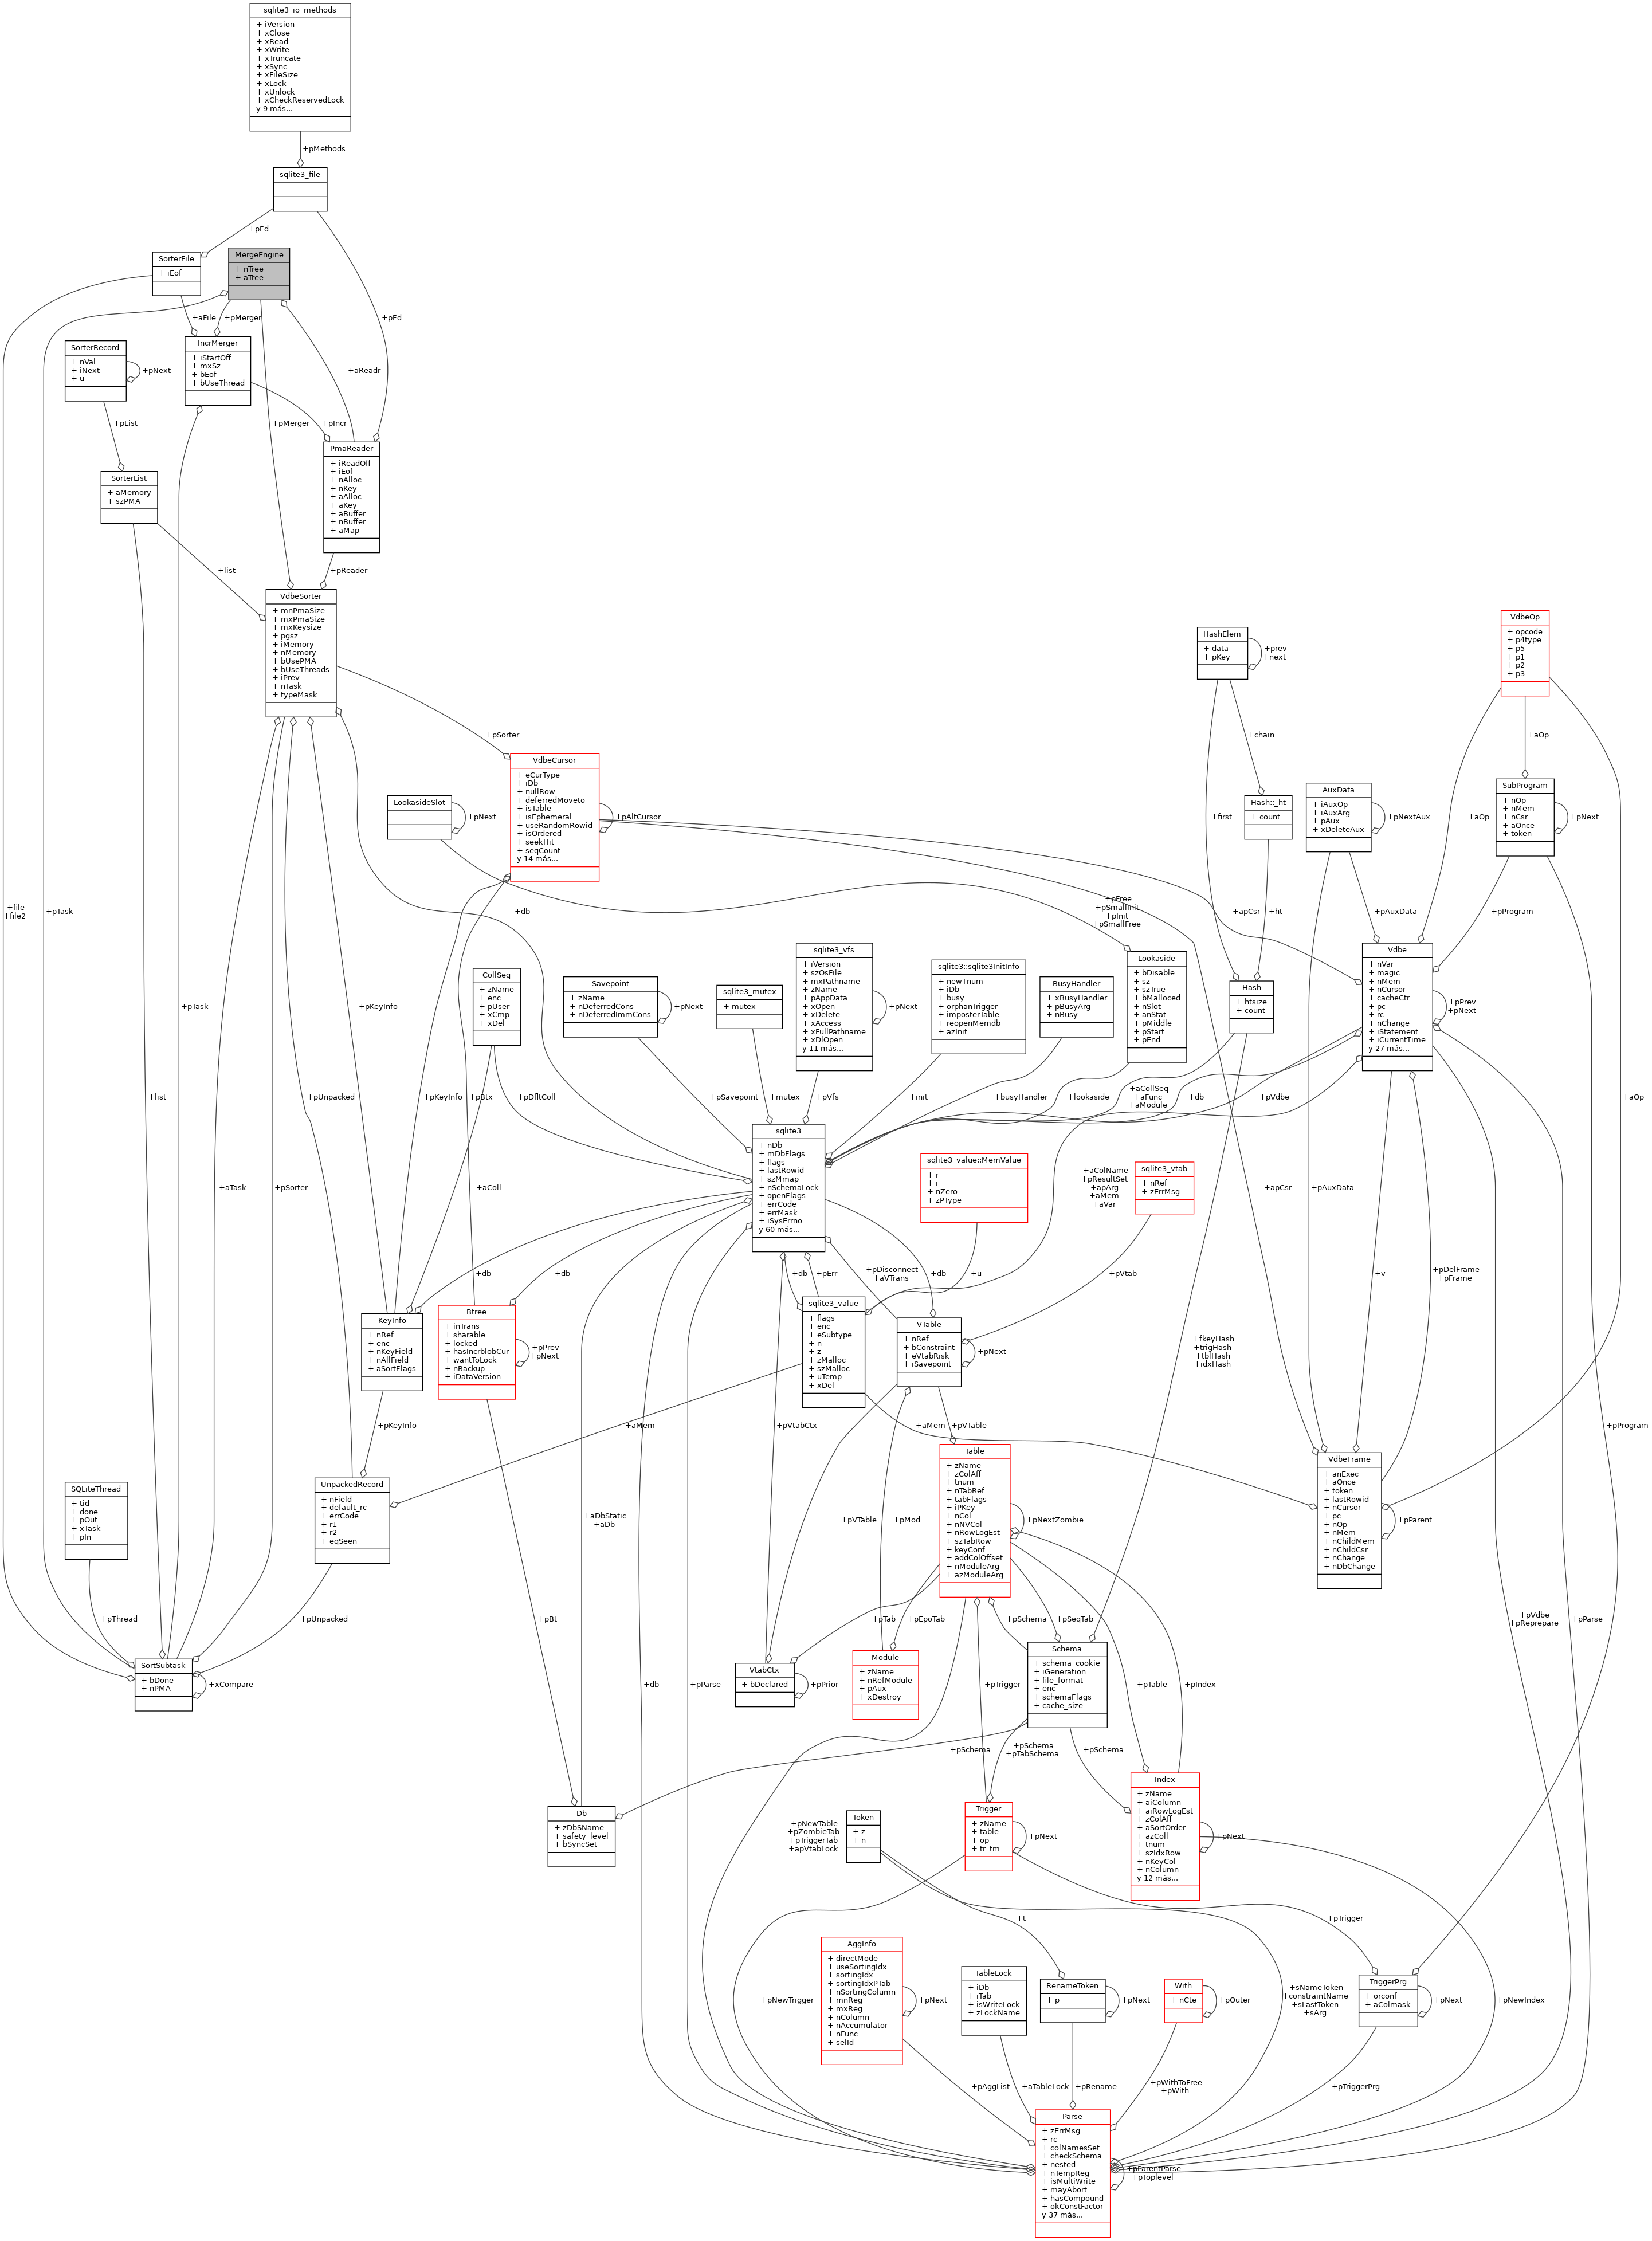 sqlite3_io_methods
+ iVersion
+ xClose
+ xRead
+ xWrite
+ xTruncate
+ xSync
+ xFileSize
+ xLock
+ xUnlock
+ xCheckReservedLock
y 9 más...
+pMethods
sqlite3_file
+pFd
SorterFile
+ iEof
MergeEngine
+ nTree
+ aTree
+aFile
+pMerger
+pFd
IncrMerger
+ iStartOff
+ mxSz
+ bEof
+ bUseThread
SorterRecord
+ nVal
+ iNext
+ u
+pNext
+aReadr
+pList
+pMerger
+pIncr
PmaReader
+ iReadOff
+ iEof
+ nAlloc
+ nKey
+ aAlloc
+ aKey
+ aBuffer
+ nBuffer
+ aMap
SorterList
+ aMemory
+ szPMA
+list
+pReader
VdbeSorter
+ mnPmaSize
+ mxPmaSize
+ mxKeysize
+ pgsz
+ iMemory
+ nMemory
+ bUsePMA
+ bUseThreads
+ iPrev
+ nTask
+ typeMask
VdbeOp
+ opcode
+ p4type
+ p5
+ p1
+ p2
+ p3
HashElem
+ data
+ pKey
+prev
+next
+pSorter
+chain
+aOp
VdbeCursor
+ eCurType
+ iDb
+ nullRow
+ deferredMoveto
+ isTable
+ isEphemeral
+ useRandomRowid
+ isOrdered
+ seekHit
+ seqCount
y 14 más...
+pAltCursor
LookasideSlot
+pNext
+first
Hash::_ht
+ count
AuxData
+ iAuxOp
+ iAuxArg
+ pAux
+ xDeleteAux
+pNextAux
+aOp
SubProgram
+ nOp
+ nMem
+ nCsr
+ aOnce
+ token
+pNext
+file
+file2
+pTask
+db
+pFree
+pSmallInit
+pInit
+pSmallFree
+apCsr
+ht
+pAuxData
+pProgram
CollSeq
+ zName
+ enc
+ pUser
+ xCmp
+ xDel
Savepoint
+ zName
+ nDeferredCons
+ nDeferredImmCons
+pNext
sqlite3_mutex
+ mutex
sqlite3_vfs
+ iVersion
+ szOsFile
+ mxPathname
+ zName
+ pAppData
+ xOpen
+ xDelete
+ xAccess
+ xFullPathname
+ xDlOpen
y 11 más...
+pNext
sqlite3::sqlite3InitInfo
+ newTnum
+ iDb
+ busy
+ orphanTrigger
+ imposterTable
+ reopenMemdb
+ azInit
BusyHandler
+ xBusyHandler
+ pBusyArg
+ nBusy
Lookaside
+ bDisable
+ sz
+ szTrue
+ bMalloced
+ nSlot
+ anStat
+ pMiddle
+ pStart
+ pEnd
Hash
+ htsize
+ count
Vdbe
+ nVar
+ magic
+ nMem
+ nCursor
+ cacheCtr
+ pc
+ rc
+ nChange
+ iStatement
+ iCurrentTime
y 27 más...
+pPrev
+pNext
+pTask
+pKeyInfo
+list
+pUnpacked
+pKeyInfo
+pBtx
+pDfltColl
+pSavepoint
+mutex
+pVfs
+init
+busyHandler
+lookaside
+aCollSeq
+aFunc
+aModule
+db
+pVdbe
+aOp
sqlite3
+ nDb
+ mDbFlags
+ flags
+ lastRowid
+ szMmap
+ nSchemaLock
+ openFlags
+ errCode
+ errMask
+ iSysErrno
y 60 más...
+aTask
+pSorter
+aColl
sqlite3_value::MemValue
+ r
+ i
+ nZero
+ zPType
+aColName
+pResultSet
+apArg
+aMem
+aVar
sqlite3_vtab
+ nRef
+ zErrMsg
+apCsr
+pAuxData
+db
+db
+db
+pErr
+pDisconnect
+aVTrans
+db
+u
+pVtab
+v
+pDelFrame
+pFrame
KeyInfo
+ nRef
+ enc
+ nKeyField
+ nAllField
+ aSortFlags
Btree
+ inTrans
+ sharable
+ locked
+ hasIncrblobCur
+ wantToLock
+ nBackup
+ iDataVersion
+pPrev
+pNext
sqlite3_value
+ flags
+ enc
+ eSubtype
+ n
+ z
+ zMalloc
+ szMalloc
+ uTemp
+ xDel
VTable
+ nRef
+ bConstraint
+ eVtabRisk
+ iSavepoint
+pNext
+fkeyHash
+trigHash
+tblHash
+idxHash
+pKeyInfo
+aMem
+pVtabCtx
+aMem
+pVTable
+pProgram
SQLiteThread
+ tid
+ done
+ pOut
+ xTask
+ pIn
UnpackedRecord
+ nField
+ default_rc
+ errCode
+ r1
+ r2
+ eqSeen
Table
+ zName
+ zColAff
+ tnum
+ nTabRef
+ tabFlags
+ iPKey
+ nCol
+ nNVCol
+ nRowLogEst
+ szTabRow
+ keyConf
+ addColOffset
+ nModuleArg
+ azModuleArg
+pNextZombie
VdbeFrame
+ anExec
+ aOnce
+ token
+ lastRowid
+ nCursor
+ pc
+ nOp
+ nMem
+ nChildMem
+ nChildCsr
+ nChange
+ nDbChange
+pParent
+aDbStatic
+aDb
+pVTable
+pMod
+pThread
+pUnpacked
+pBt
+pTab
+pEpoTab
+pSchema
+pSeqTab
+pVdbe
+pReprepare
+pParse
SortSubtask
+ bDone
+ nPMA
+xCompare
VtabCtx
+ bDeclared
+pPrior
Module
+ zName
+ nRefModule
+ pAux
+ xDestroy
Schema
+ schema_cookie
+ iGeneration
+ file_format
+ enc
+ schemaFlags
+ cache_size
+db
+pParse
+pTrigger
+pTable
+pIndex
+pSchema
+pSchema
+pTabSchema
+pSchema
Db
+ zDbSName
+ safety_level
+ bSyncSet
+pNewTable
+pZombieTab
+pTriggerTab
+apVtabLock
Token
+ z
+ n
Trigger
+ zName
+ table
+ op
+ tr_tm
+pNext
Index
+ zName
+ aiColumn
+ aiRowLogEst
+ zColAff
+ aSortOrder
+ azColl
+ tnum
+ szIdxRow
+ nKeyCol
+ nColumn
y 12 más...
+pNext
+t
+pTrigger
AggInfo
+ directMode
+ useSortingIdx
+ sortingIdx
+ sortingIdxPTab
+ nSortingColumn
+ mnReg
+ mxReg
+ nColumn
+ nAccumulator
+ nFunc
+ selId
+pNext
+pNewTrigger
TableLock
+ iDb
+ iTab
+ isWriteLock
+ zLockName
RenameToken
+ p
+pNext
With
+ nCte
+pOuter
+sNameToken
+constraintName
+sLastToken
+sArg
TriggerPrg
+ orconf
+ aColmask
+pNext
+pNewIndex
+pAggList
+aTableLock
+pRename
+pWithToFree
+pWith
+pTriggerPrg
Parse
+ zErrMsg
+ rc
+ colNamesSet
+ checkSchema
+ nested
+ nTempReg
+ isMultiWrite
+ mayAbort
+ hasCompound
+ okConstFactor
y 37 más...
+pParentParse
+pToplevel